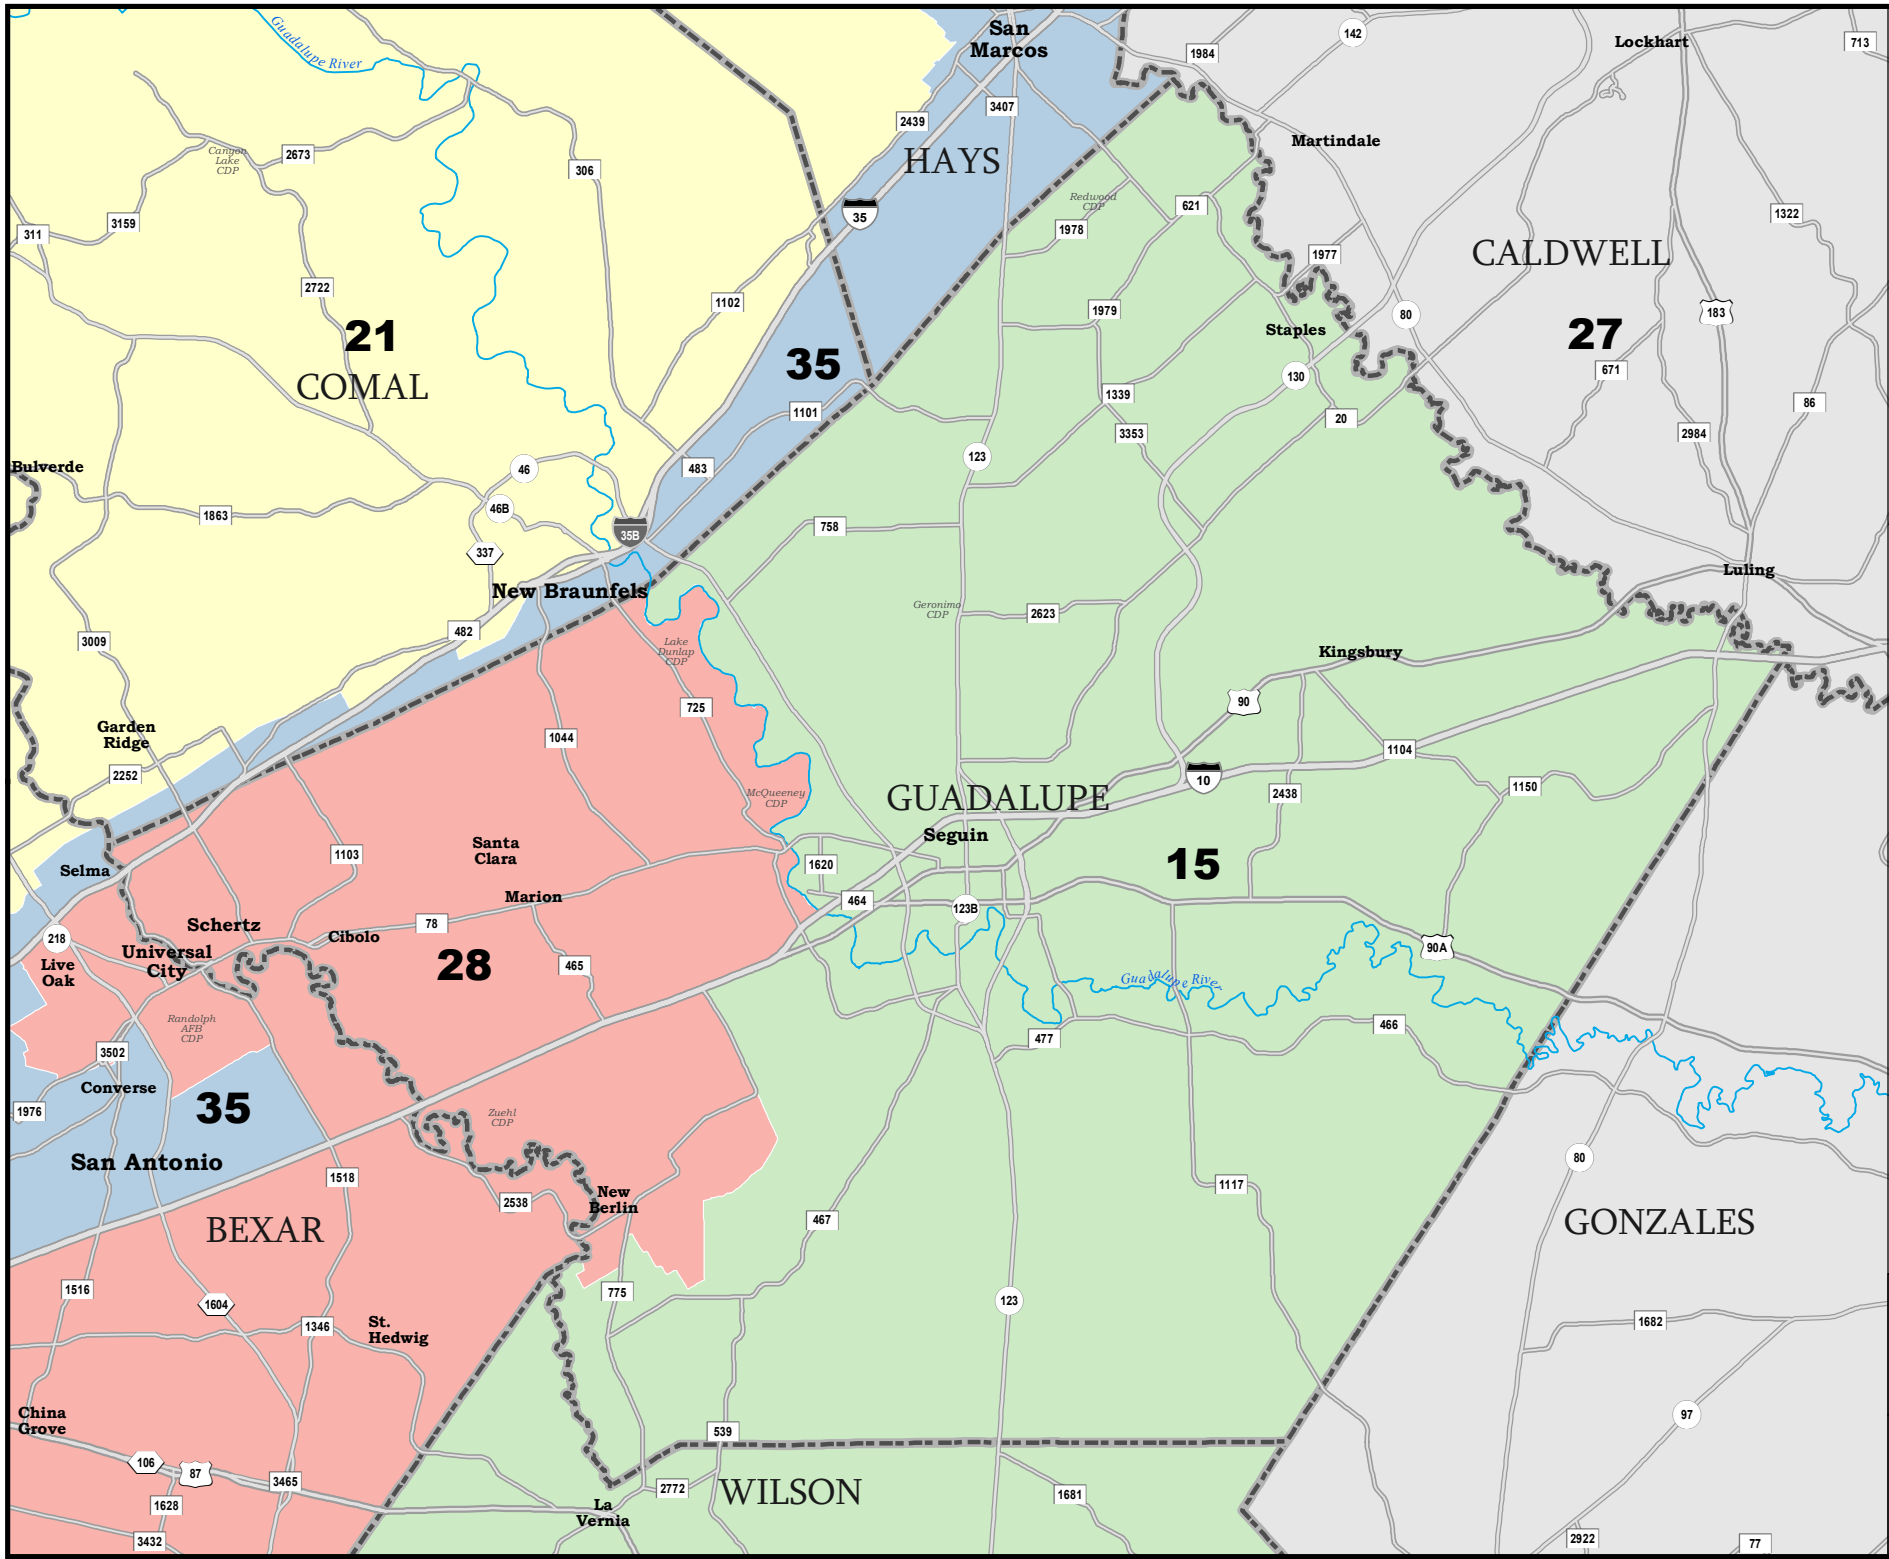 San
Marcos
Guadalupe River
142
Lockhart
713
1984
3407
2439
HAYS
Martindale
Canyon
Lake
CDP
2673
306
3159
311
35
Redwood
CDP
621
1978
1322
1977
CALDWELL
2722
1102
1979
80
183
21
COMAL
35
Staples
27
671
130
1101
1339
86
20
3353
2984
123
Bulverde
46
483
46B
1863
758
35B
337
New Braunfels
Luling
Geronimo
CDP
2623
482
3009
Lake
Dunlap
CDP
Kingsbury
90
725
Garden
Ridge
1044
1104
2252
10
1150
2438
McQueeney
CDP
GUADALUPE
Seguin
Santa
Clara
1103
1620
15
Selma
Marion
464
123B
78
Schertz
218
Cibolo
Universal
City
90A
Live
Oak
28
465
Guadalupe River
Randolph
AFB
CDP
466
477
3502
Converse
1976
35
Zuehl
CDP
San Antonio
80
1518
1117
New
Berlin
2538
BEXAR
467
GONZALES
1516
775
1604
123
1346
St.
Hedwig
1682
China
Grove
97
539
106
87
3465
2772
WILSON
1681
1628
La
Vernia
3432
2922
77